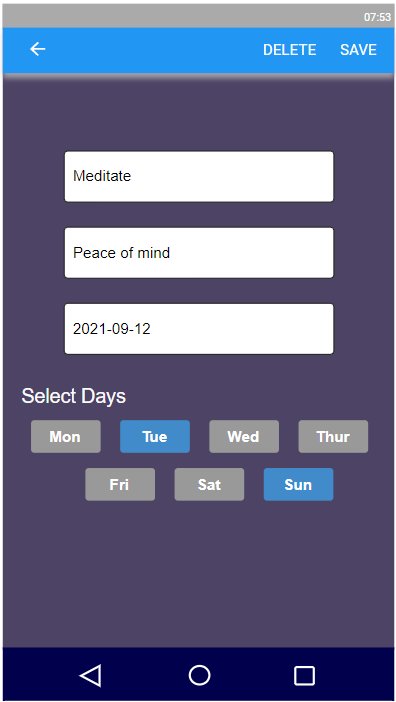 07:53
DELETE SAVE
Meditate
Peace of mind
2021-09-12
Select Days
Mon Tue Wed Thur
Fri Sat Sun